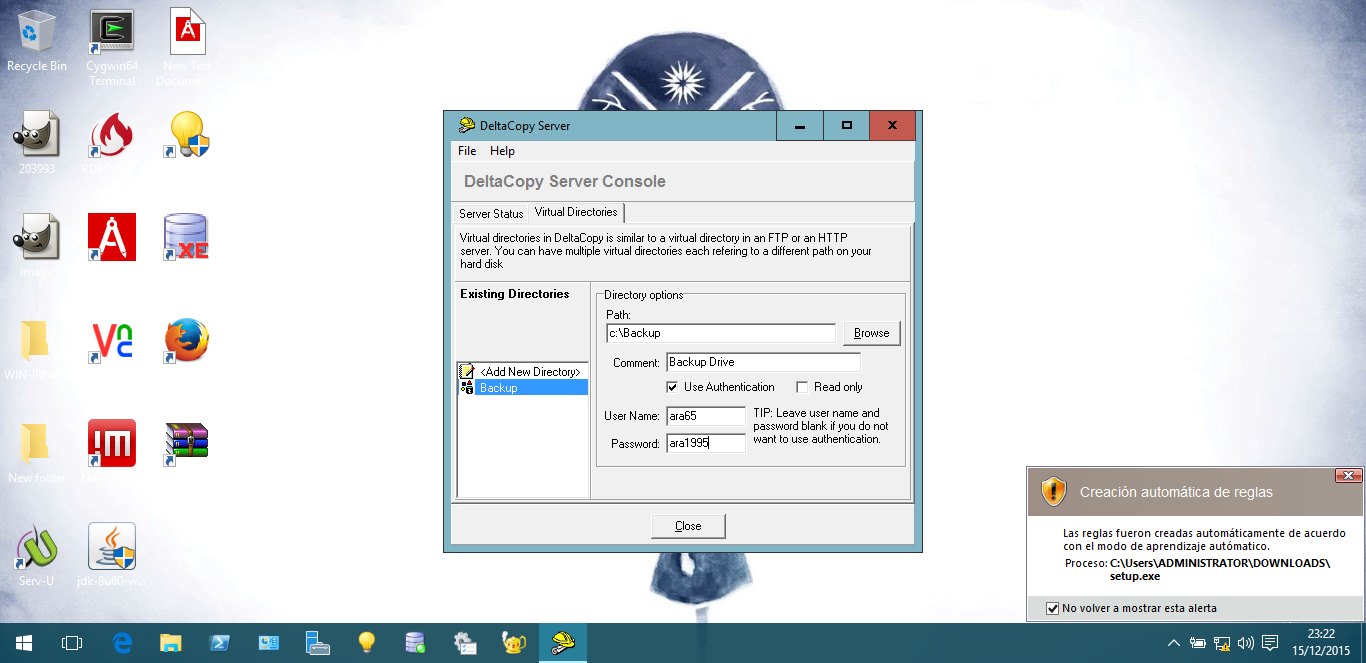 Recycle Bin
Cygwin64
Terminal
New Text
203993
Serv-U
New folder
jdk-8u60-w...
DeltaCopy Server
File Help
DeltaCopy Server Console
Server Status Virtual Directories
Virtual directories in DeltaCopy is similar to a virtual directory in an FTP or an HTTP
server. You can have multiple virtual directories each refering to a different path on your
hard disk
Existing Directories
<Add New Directory>
Backup
Directory options
Path:
c:\Backup
Browse
Comment: Backup Drive
Use Authentication Read only
User Name: ara65
Password: ara1995
TIP: Leave user name and
password blank if you do not
want to use authentication.
Close
Creación automática de reglas
Las reglas fueron creadas automáticamente de acuerdo
con el modo de aprendizaje autómatico.
Proceso: C:\Users\ADMINISTRATOR\DOWNLOADS\
setup.exe
No volver a mostrar esta alerta
23:22
15/12/2015